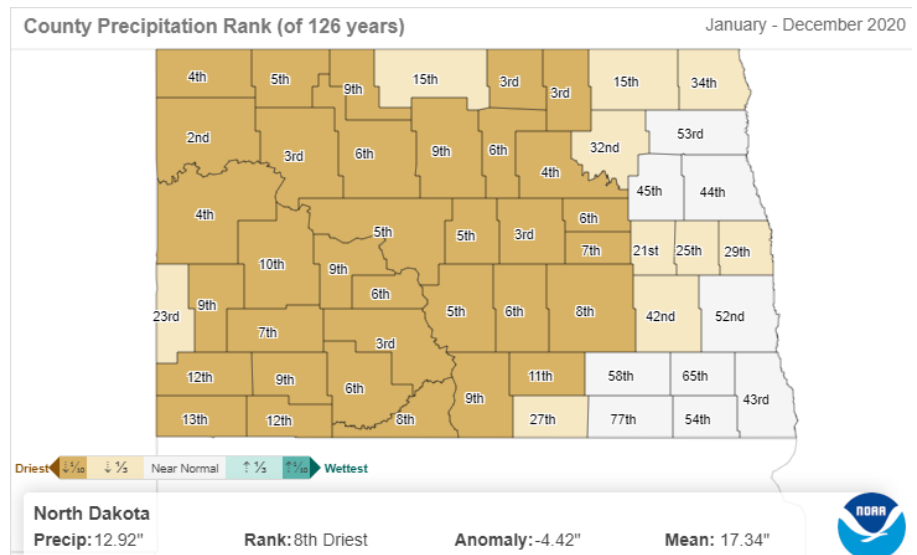 County Precipitation Rank (of 126 years)
January - December 2020
4th 5th 9th 15th 3rd 3rd 15th 34th
2nd 3rd 6th 9th 6th 4th 32nd 53rd
45th 44th
4th 5th 5th 3rd 6th
10th 9th 7th 21st 25th 29th
23rd 9th 6th 5th 6th 8th 42nd 52nd
7th 3rd
12th 9th 6th 9th 11th 58th 65th 43rd
13th 12th 8th 27th 77th 54th
Driest ↓1/10 ↓ 1/3 Near Normal ↑ 1/3 ↑1/10 Wettest
North Dakota
Precip: 12.92" Rank: 8th Driest Anomaly: -4.42" Mean: 17.34"
NOAA